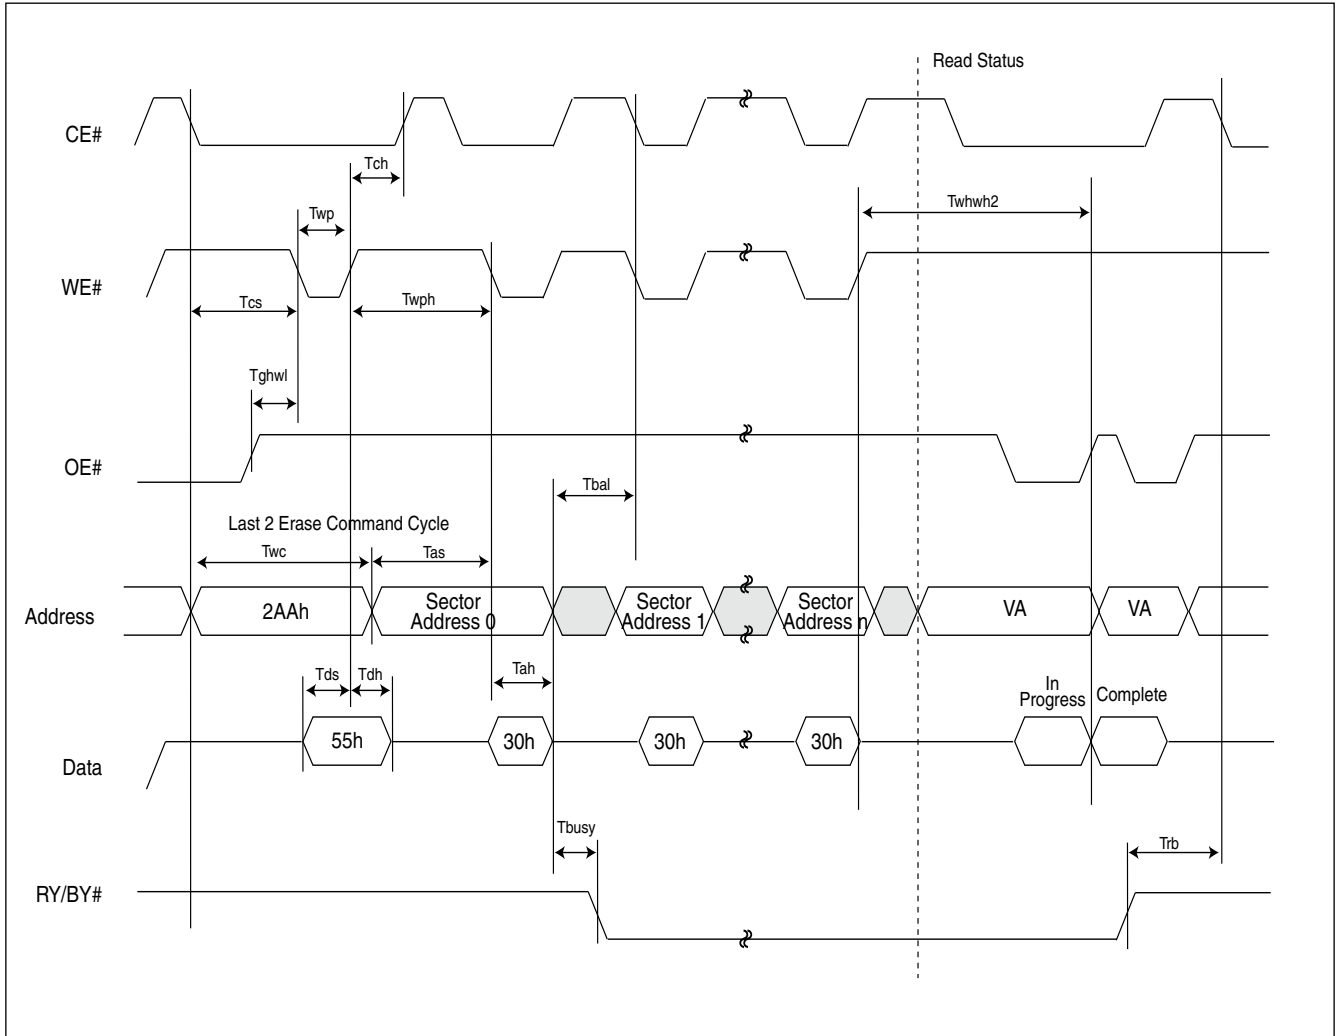 Read Status
CE#
Tch
Twhwh2
Twp
WE#
Tcs
Twph
Tghwl
OE#
Tbal
Last 2 Erase Command Cycle
Twc
Tas
Address
2AAh
Sector
Address 0
Sector
Address 1
Sector
Address n
VA
VA
Tds
Tdh
Tah
In
Progress
Complete
Data
55h
30h
30h
30h
Tbusy
Trb
RY/BY#